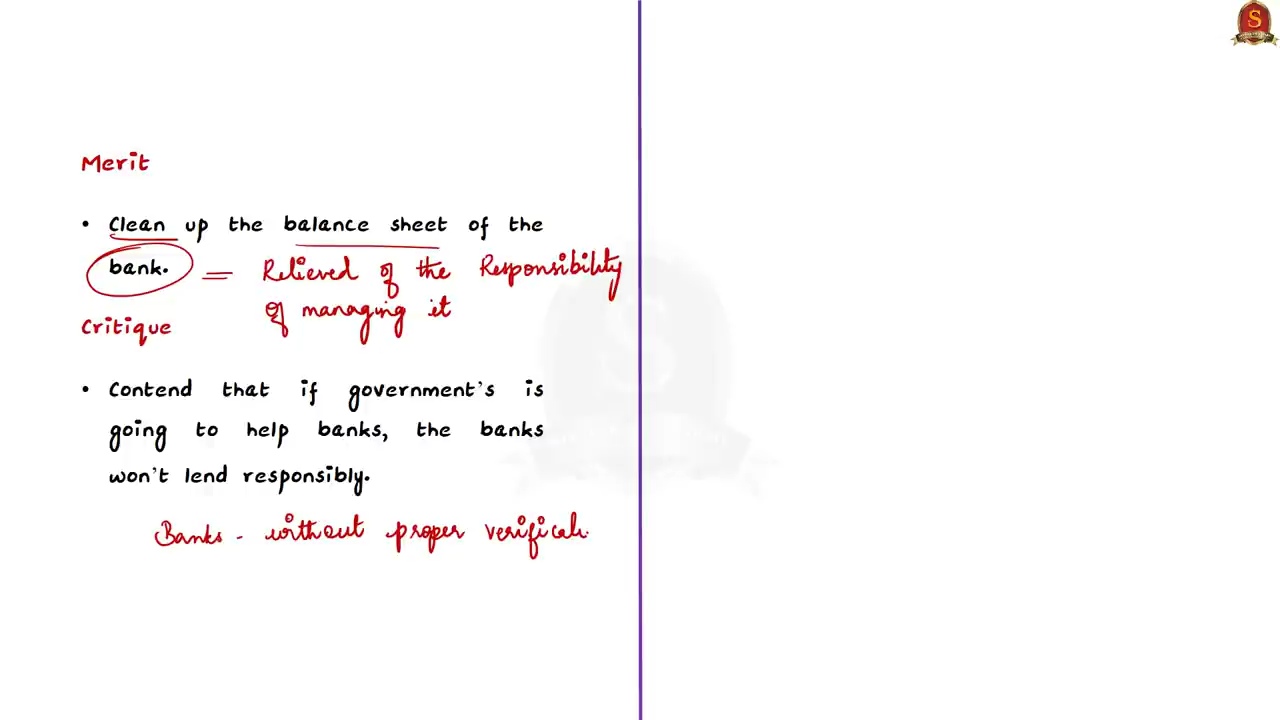 Merit
• Clean up the balance sheet of the
bank. = Relieved of the Responsibility
of managing it
Critique
• Contend that if government's is
going to help banks, the banks
won't lend responsibly.
Banks - without proper verificati
S